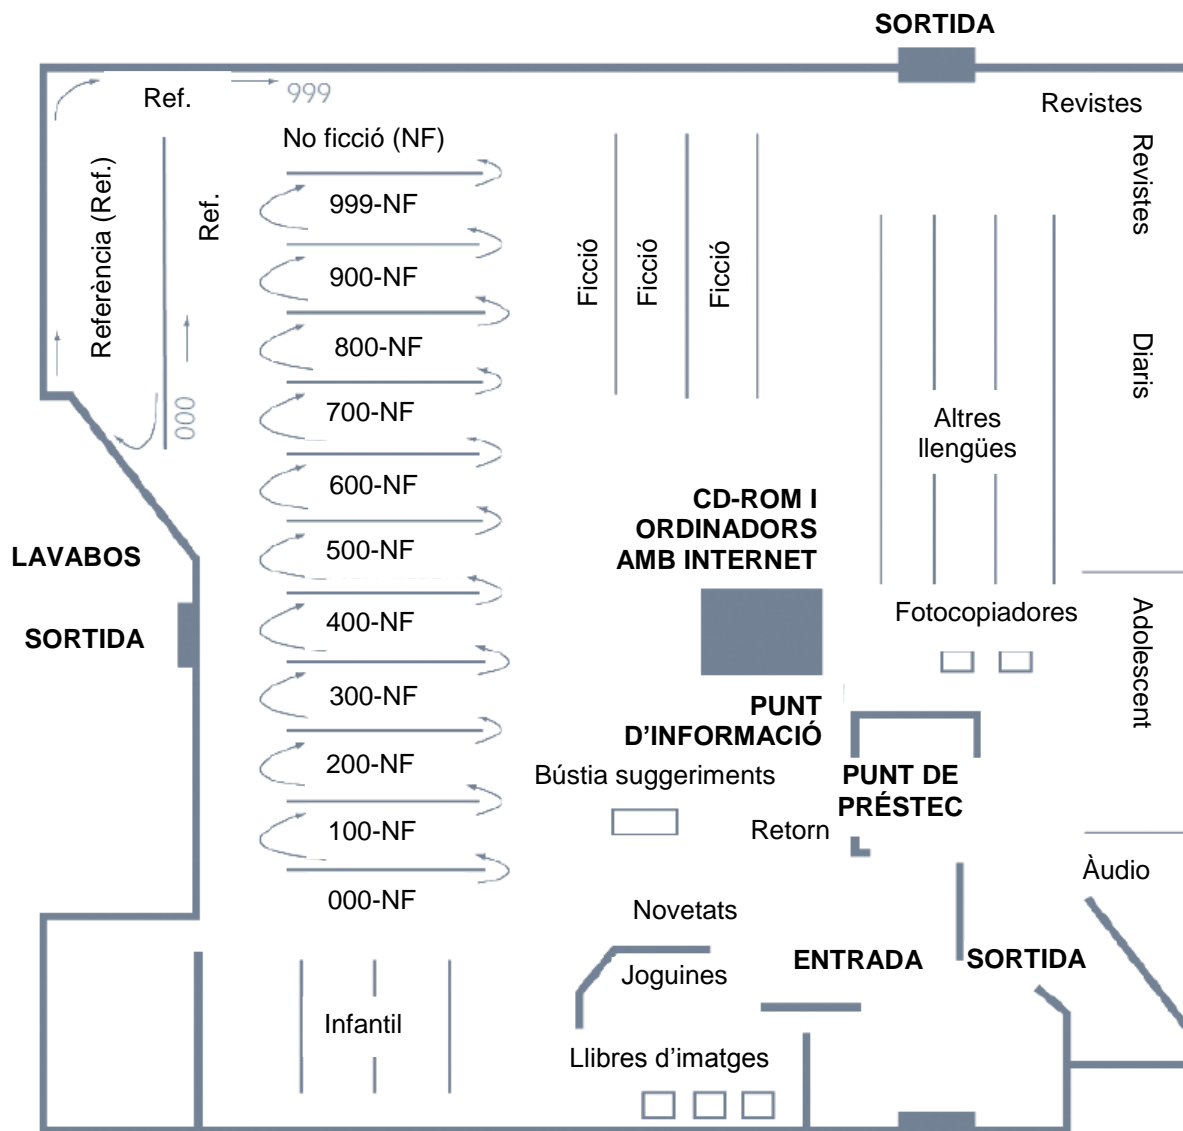 SORTIDA
Ref.
999
Revistes
No ficció (NF)
Revistes
Referència (Ref.)
Ref.
999-NF
Ficció
Ficció
Ficció
900-NF
800-NF
Diaris
700-NF
000
Altres
llengües
600-NF
CD-ROM I
ORDINADORS
AMB INTERNET
500-NF
LAVABOS
400-NF
Fotocopiadores
SORTIDA
Adolescent
300-NF
PUNT
D'INFORMACIÓ
200-NF
Bústia suggeriments
PUNT DE
PRÉSTEC
100-NF
Retorn
Àudio
000-NF
Novetats
ENTRADA
SORTIDA
Joguines
Infantil
Llibres d'imatges